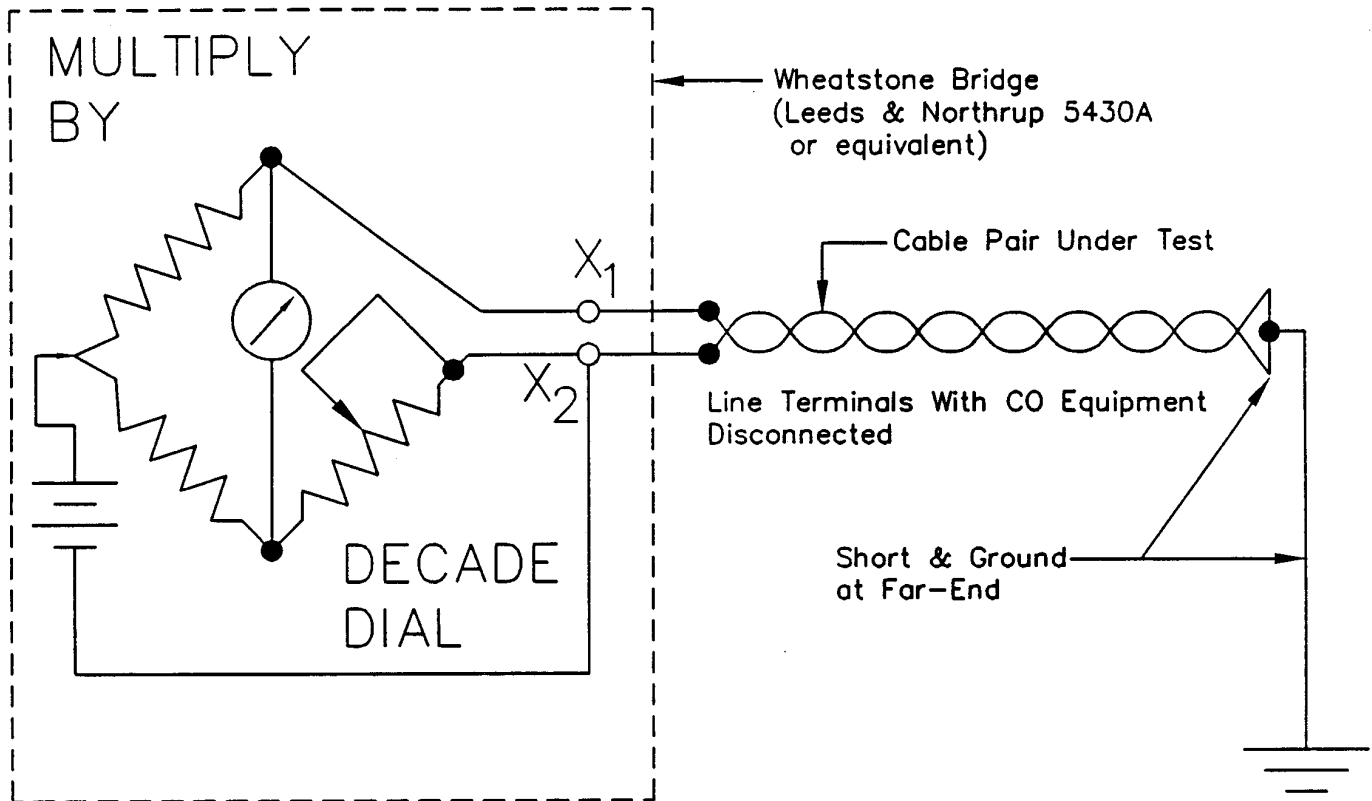 MULTIPLY
BY
Wheatstone Bridge
(Leeds & Northrup 5430A
or equivalent)
Cable Pair Under Test
X1
X2
Line Terminals With CO Equipment
Disconnected
DECADE
DIAL
Short & Ground
at Far-End